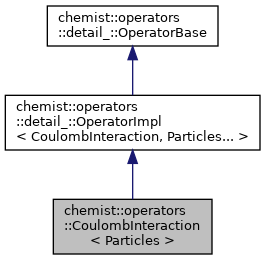 chemist::operators
::detail_::OperatorBase
chemist::operators
::detail_::OperatorImpl
< CoulombInteraction, Particles... >
chemist::operators
::CoulombInteraction
< Particles >